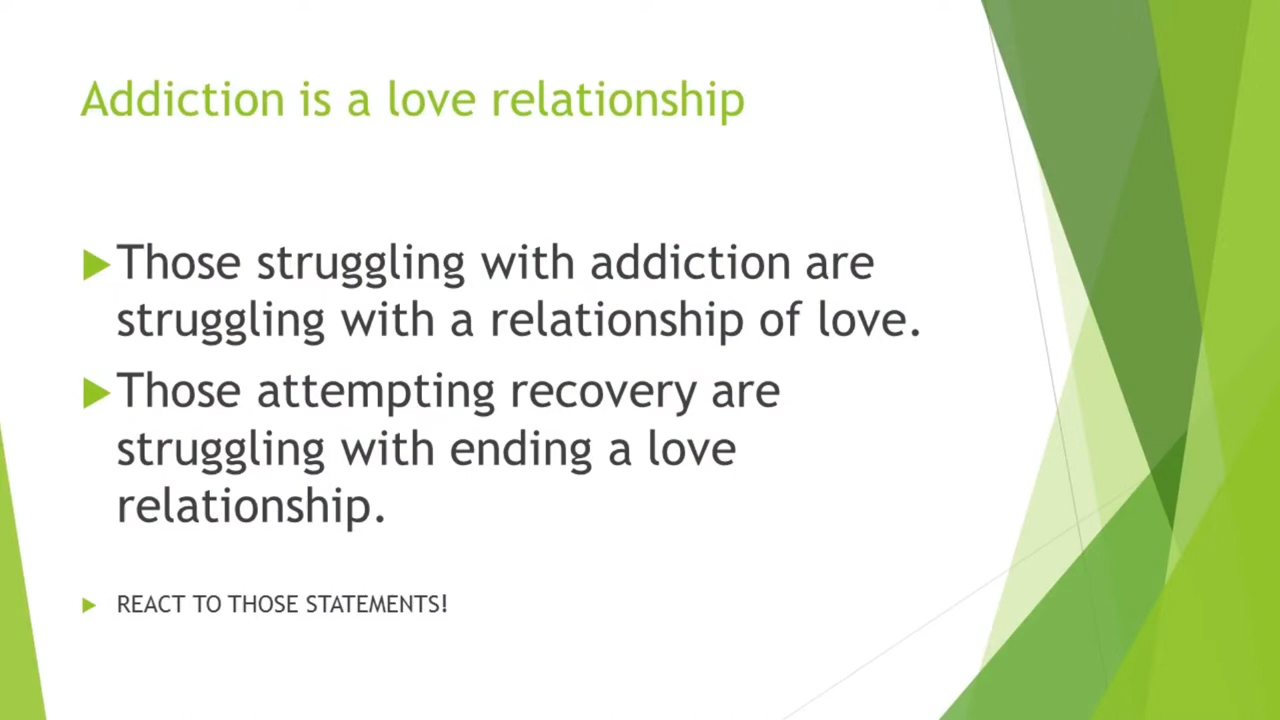 Addiction is a love relationship
Those struggling with addiction are
struggling with a relationship of love.
Those attempting recovery are
struggling with ending a love
relationship.
REACT TO THOSE STATEMENTS!